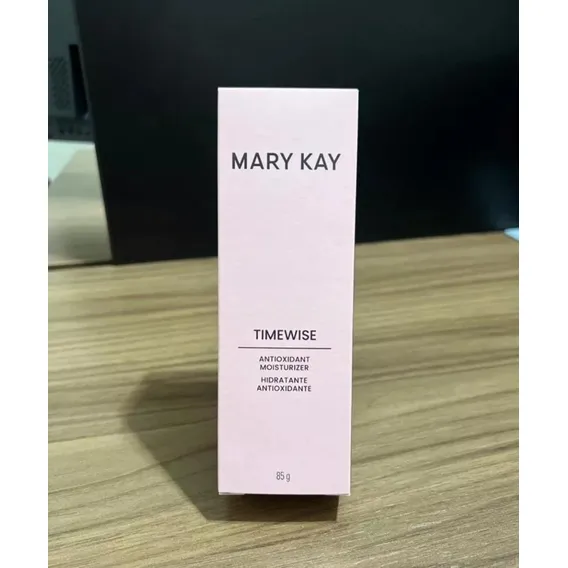 MARY KAY
TIMEWISE
ANTIOXIDANT
MOISTURIZER
HIDRATANTE
ANTIOXIDANTE
85 g